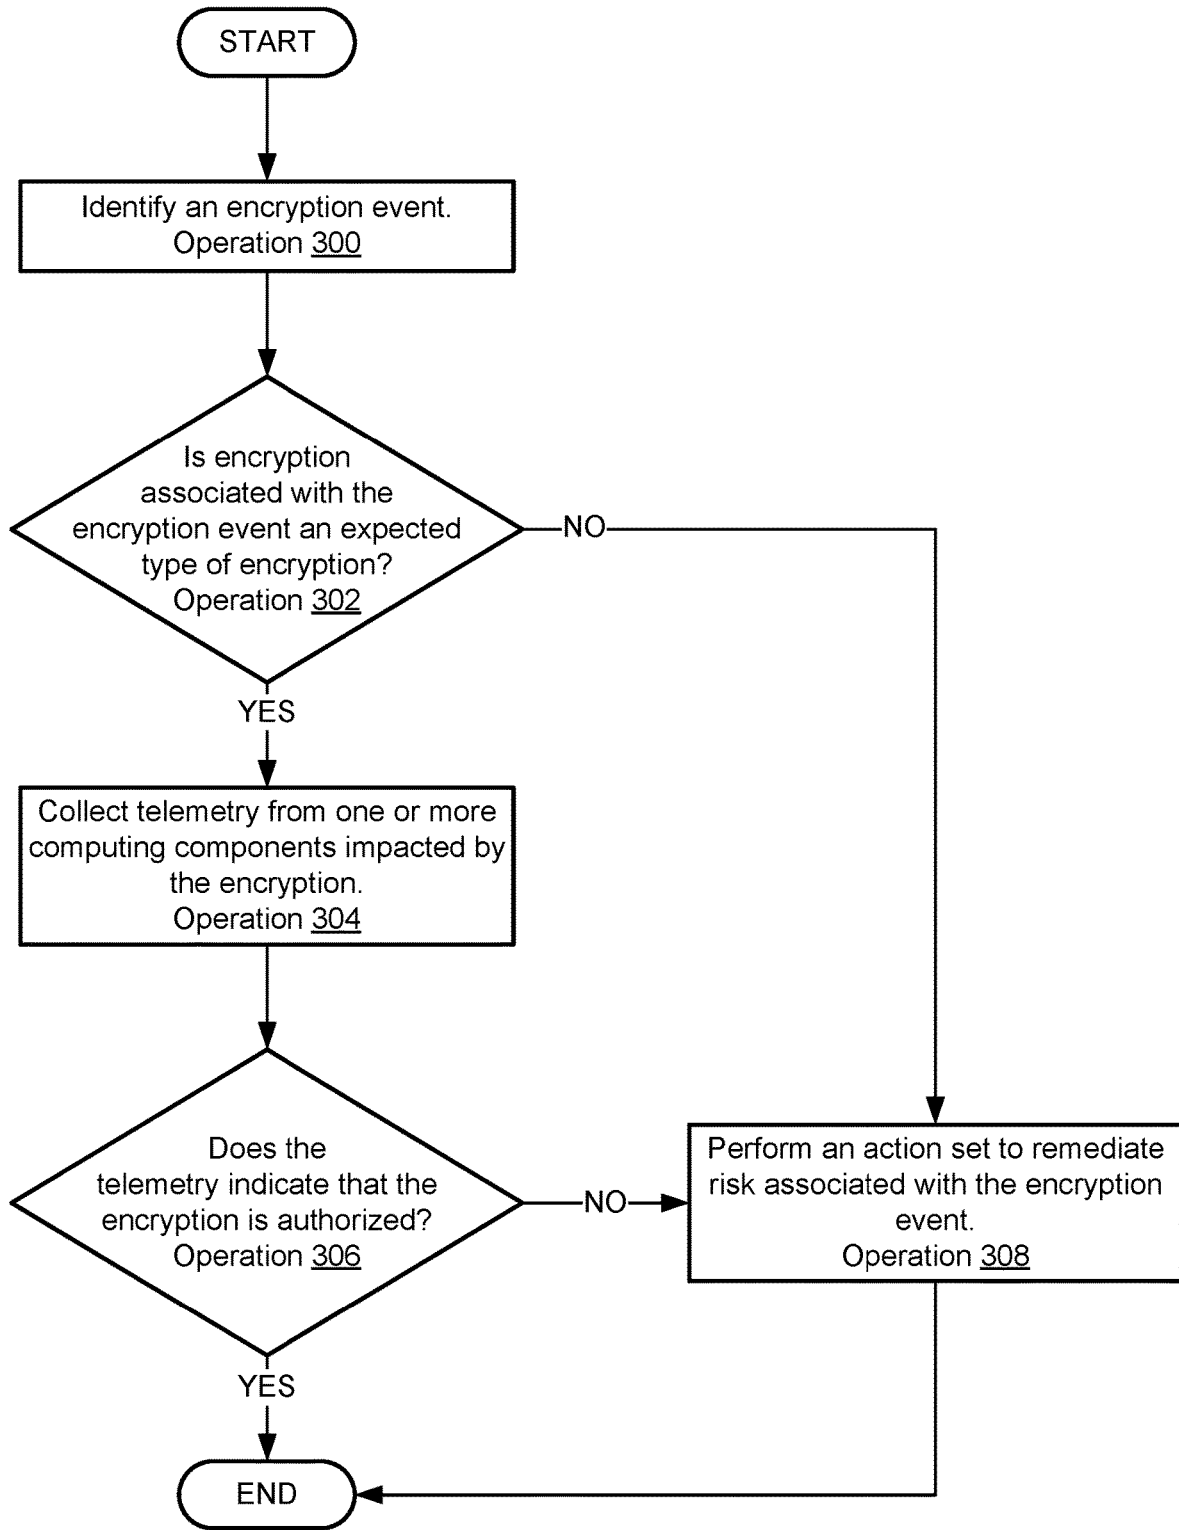 START
Identify an encryption event.
Operation 300
Is encryption
associated with the
encryption event an expected
type of encryption?
Operation 302
NO
YES
Collect telemetry from one or more
computing components impacted by
the encryption.
Operation 304
Does the
telemetry indicate that the
encryption is authorized?
Operation 306
NO
Perform an action set to remediate
risk associated with the encryption
event.
Operation 308
YES
END